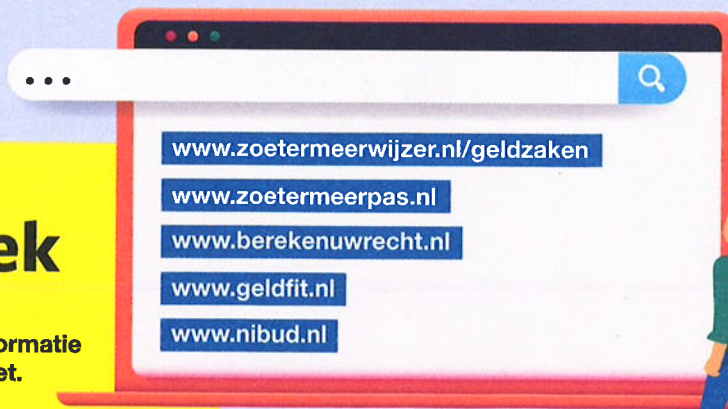 www.zoetermeerwijzer.nl/geldzaken
www.zoetermeerpas.nl
www.berekenuwrecht.nl
www.geldfit.nl
www.nibud.nl